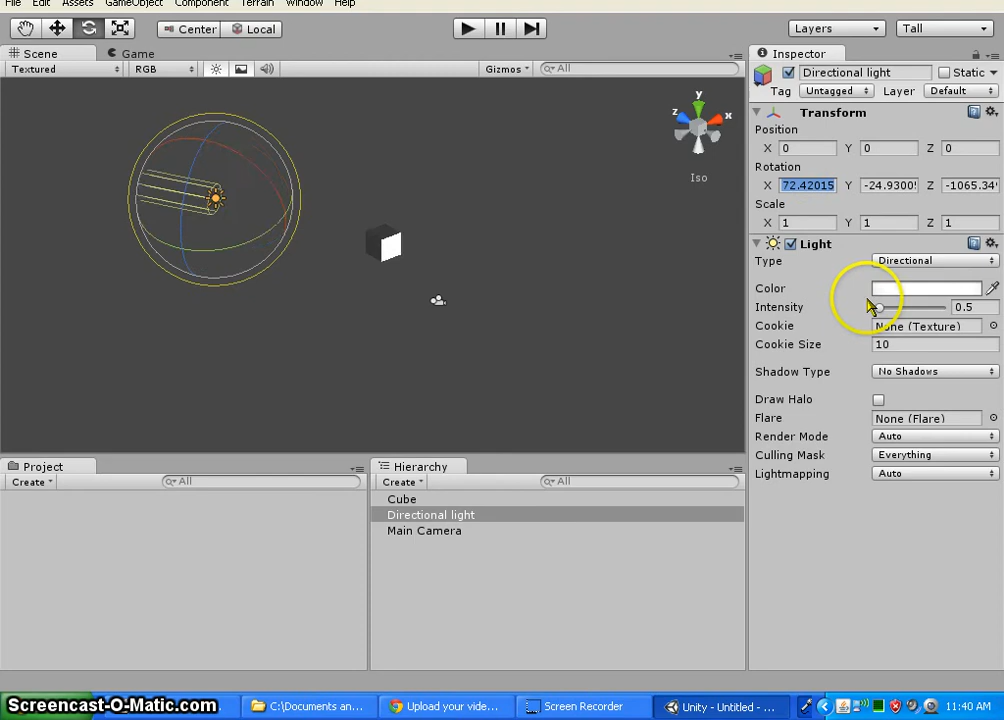 File Edit Assets GameObject Component Terrain Window Help
Center Local Layers Tall
Scene Game Inspector
Textured RGB Gizmos All
Directional light Static
Tag Untagged Layer Default
Transform
Position
X 0 Y 0 Z 0
Rotation
X 72.42015 Y -24.9300 Z -1065.34
Scale
X 1 Y 1 Z 1
Light
Type Directional
Color
Intensity 0.5
Cookie None (Texture)
Cookie Size 10
Shadow Type No Shadows
Draw Halo
Flare None (Flare)
Render Mode Auto
Culling Mask Everything
Lightmapping Auto
y
z x
Iso
Project Hierarchy
Create All Create All
Cube
Directional light
Main Camera
Screencast-O-Matic.com C:\Documents an... Upload your vide... Screen Recorder Unity - Untitled - ... 11:40 AM